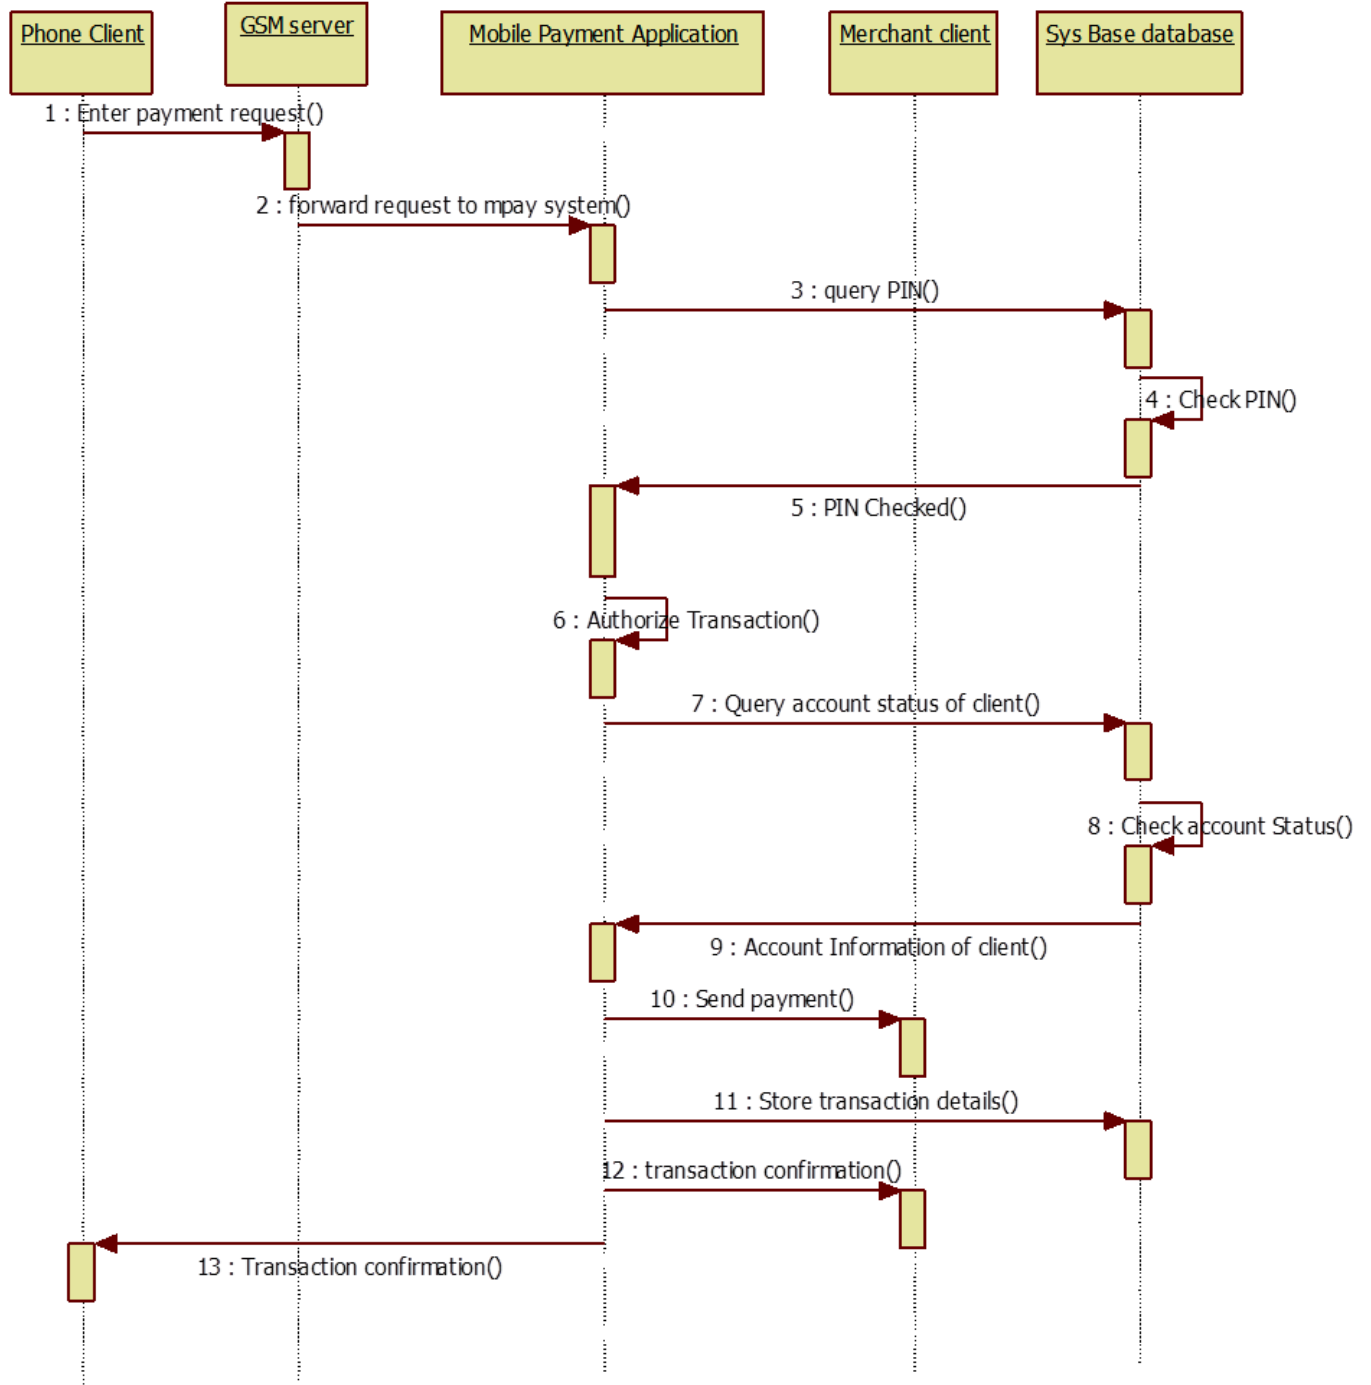 Phone Client
GSM server
Mobile Payment Application
Merchant client
Sys Base database
1 : Enter payment request()
2 : forward request to mpay system()
3 : query PIN()
4 : Check PIN()
5 : PIN Checked()
6 : Authorize Transaction()
7 : Query account status of client()
8 : Check account Status()
9 : Account Information of client()
10 : Send payment()
11 : Store transaction details()
12 : transaction confirmation()
13 : Transaction confirmation()